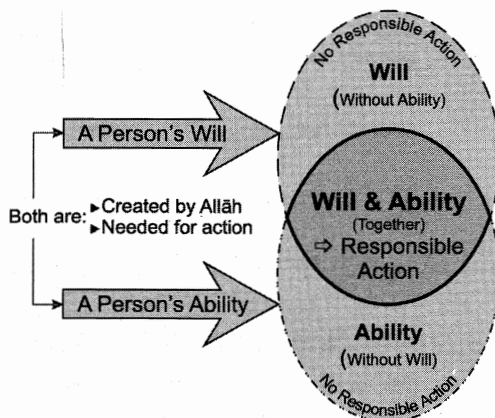 No Responsible Action
Will
(Without Ability)
A Person's Will
Both are:
▸Created by Allāh
▸Needed for action
Will & Ability
(Together)
⇨ Responsible
Action
A Person's Ability
Ability
(Without Will)
No Responsible Action